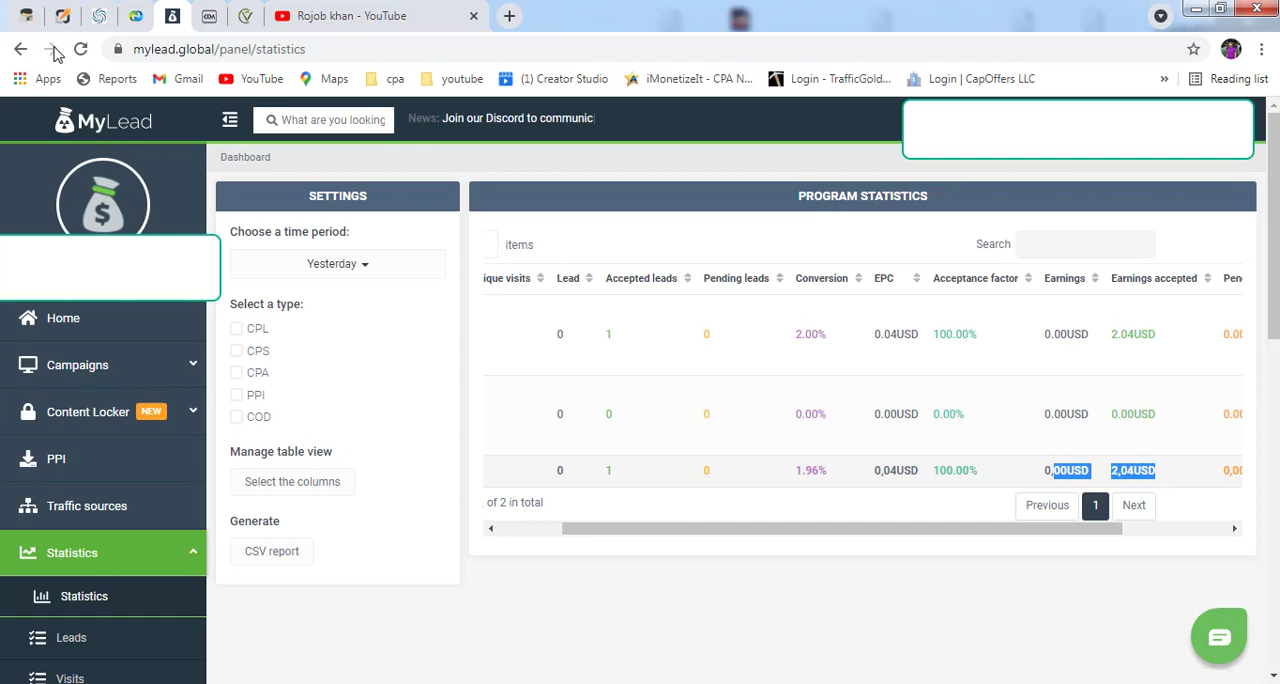 Rojob khan - YouTube
mylead.global/panel/statistics
Apps Reports Gmail YouTube Maps cpa youtube (1) Creator Studio iMonetizeIt - CPA N... Login - TrafficGold... Login | CapOffers LLC » Reading list
MyLead What are you looking News: Join our Discord to communic
Dashboard
SETTINGS
Choose a time period:
Yesterday
Select a type:
CPL
CPS
CPA
PPI
COD
Manage table view
Select the columns
Generate
CSV report
PROGRAM STATISTICS
items Search
ique visits Lead Accepted leads Pending leads Conversion EPC Acceptance factor Earnings Earnings accepted Pen
0 1 0 2.00% 0.04USD 100.00% 0.00USD 2.04USD 0.00
0 0 0 0.00% 0.00USD 0.00% 0.00USD 0.00USD 0.00
0 1 0 1.96% 0,04USD 100.00% 0,00USD 2,04USD 0,00
of 2 in total Previous 1 Next
Home
Campaigns
Content Locker NEW
PPI
Traffic sources
Statistics
Statistics
Leads
Visits